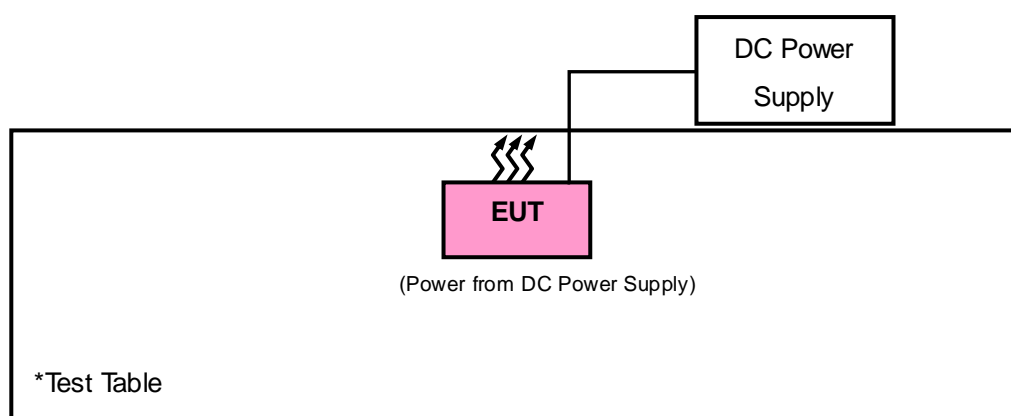 DC Power
Supply
EUT
(Power from DC Power Supply)
*Test Table